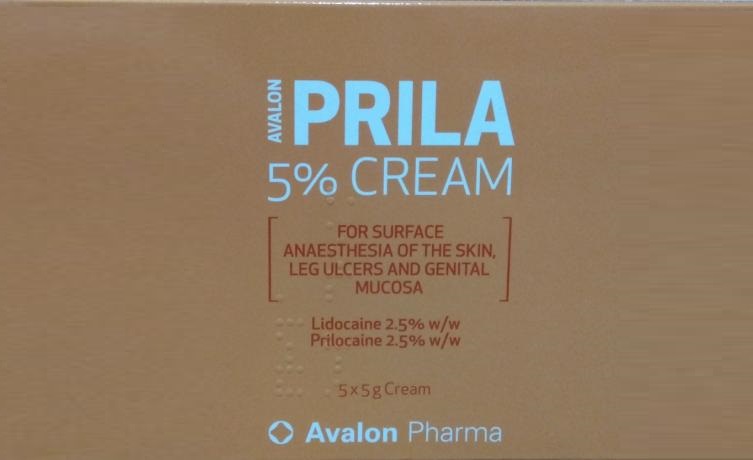 AVALON PRILA
5% CREAM
FOR SURFACE
ANAESTHESIA OF THE SKIN,
LEG ULCERS AND GENITAL
MUCOSA
Lidocaine 2.5% w/w
Prilocaine 2.5% w/w
5 x 5 g Cream
Avalon Pharma